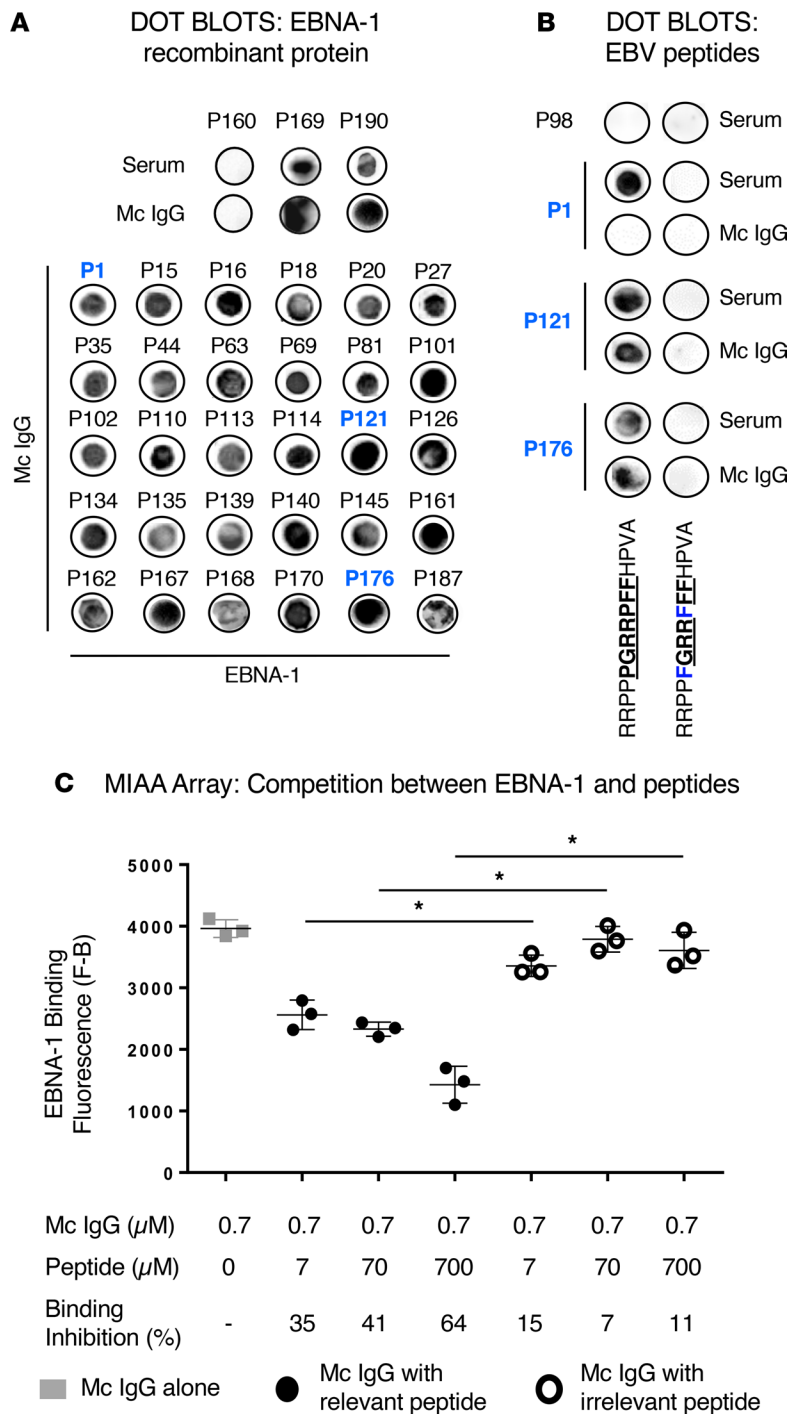 A
DOT BLOTS: EBNA-1
recombinant protein
P160 P169 P190
Serum
Mc IgG
Mc IgG
P1 P15 P16 P18 P20 P27
P35 P44 P63 P69 P81 P101
P102 P110 P113 P114 P121 P126
P134 P135 P139 P140 P145 P161
P162 P167 P168 P170 P176 P187
EBNA-1
B
DOT BLOTS:
EBV peptides
P98 Serum
P1
Serum
Mc IgG
P121
Serum
Mc IgG
P176
Serum
Mc IgG
RRPPPGRRPFFHPVA
RRPPFGRRFFFHPVA
C MIAA Array: Competition between EBNA-1 and peptides
EBNA-1 Binding
Fluorescence (F-B)
5000
4000
3000
2000
1000
0
*
*
*
Mc IgG (µM) 0.7 0.7 0.7 0.7 0.7 0.7 0.7
Peptide (µM) 0 7 70 700 7 70 700
Binding
Inhibition (%) - 35 41 64 15 7 11
Mc IgG alone
Mc IgG with
relevant peptide
Mc IgG with
irrelevant peptide